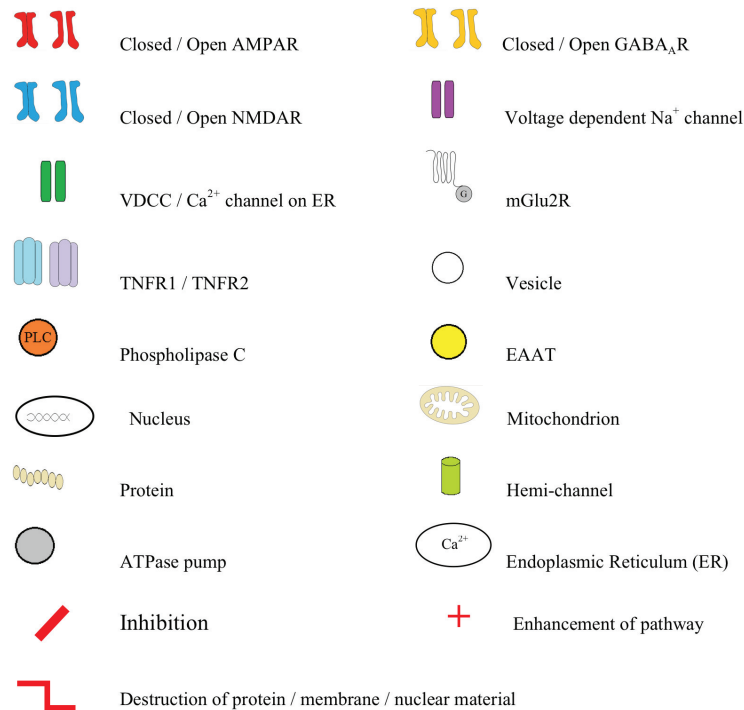 Closed / Open AMPAR
Closed / Open GABA_AR
Closed / Open NMDAR
Voltage dependent Na⁺ channel
VDCC / Ca²⁺ channel on ER
G
mGlu2R
TNFR1 / TNFR2
Vesicle
PLC
Phospholipase C
EAAT
Nucleus
Mitochondrion
Protein
Hemi-channel
ATPase pump
Ca²⁺
Endoplasmic Reticulum (ER)
Inhibition
Enhancement of pathway
Destruction of protein / membrane / nuclear material